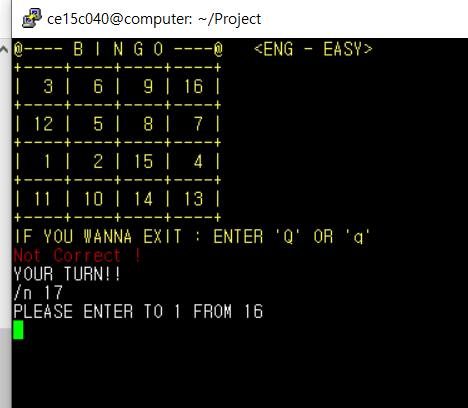 ce15c040@computer: ~/Project
@---- B I N G O ----@ <ENG - EASY>
+----+----+----+----+
| 3 | 6 | 9 | 16 |
+----+----+----+----+
| 12 | 5 | 8 | 7 |
+----+----+----+----+
| 1 | 2 | 15 | 4 |
+----+----+----+----+
| 11 | 10 | 14 | 13 |
+----+----+----+----+
IF YOU WANNA EXIT : ENTER 'Q' OR 'q'
Not Correct !
YOUR TURN!!
/n 17
PLEASE ENTER TO 1 FROM 16